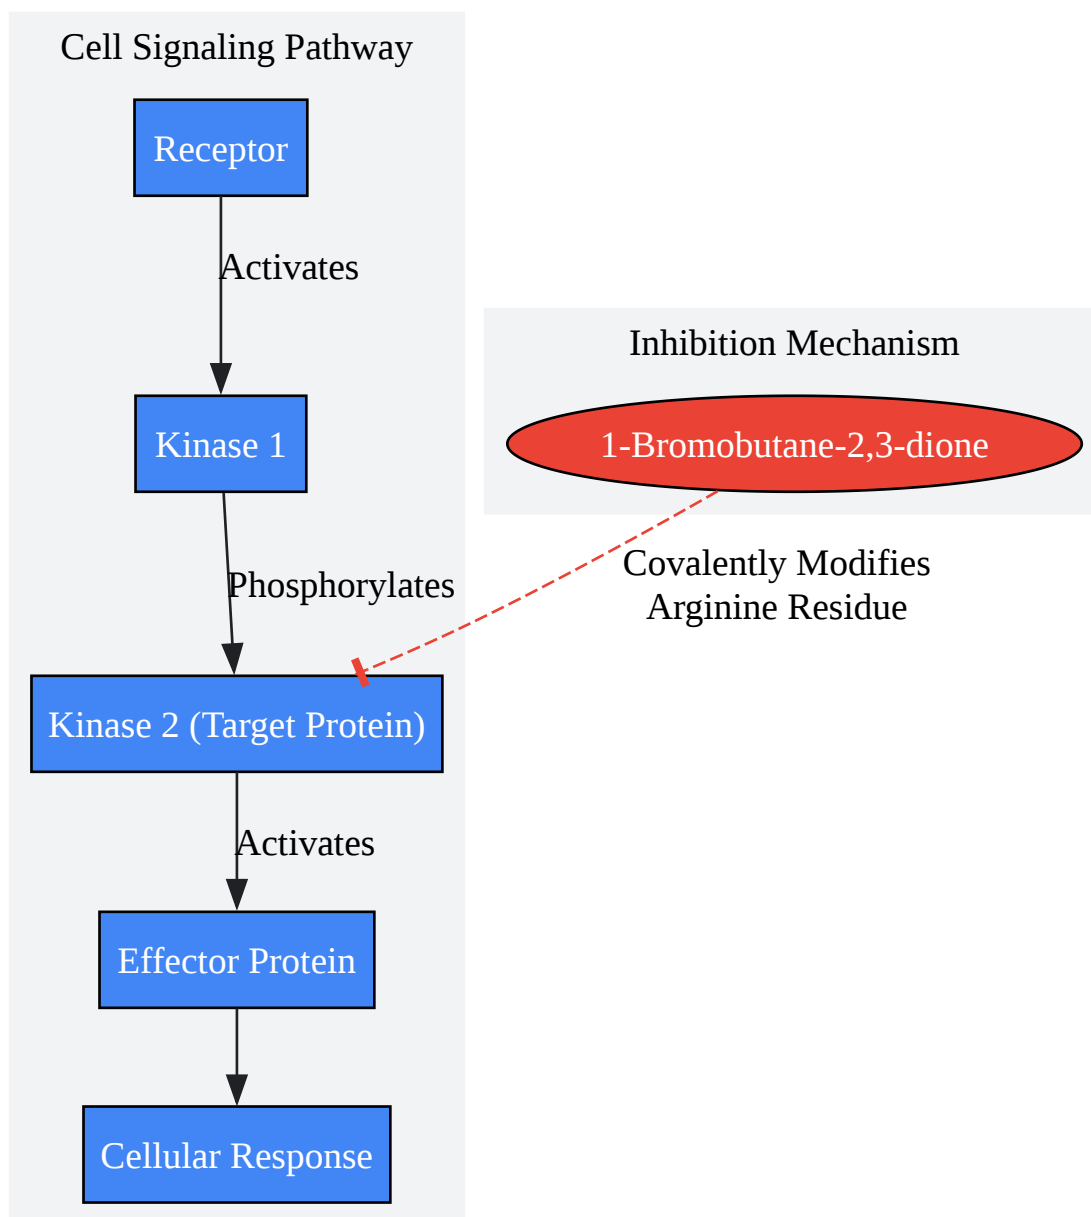 Cell Signaling Pathway
Receptor
Activates
Inhibition Mechanism
Kinase 1
1-Bromobutane-2,3-dione
Phosphorylates
Covalently Modifies
Arginine Residue
Kinase 2 (Target Protein)
Activates
Effector Protein
Cellular Response